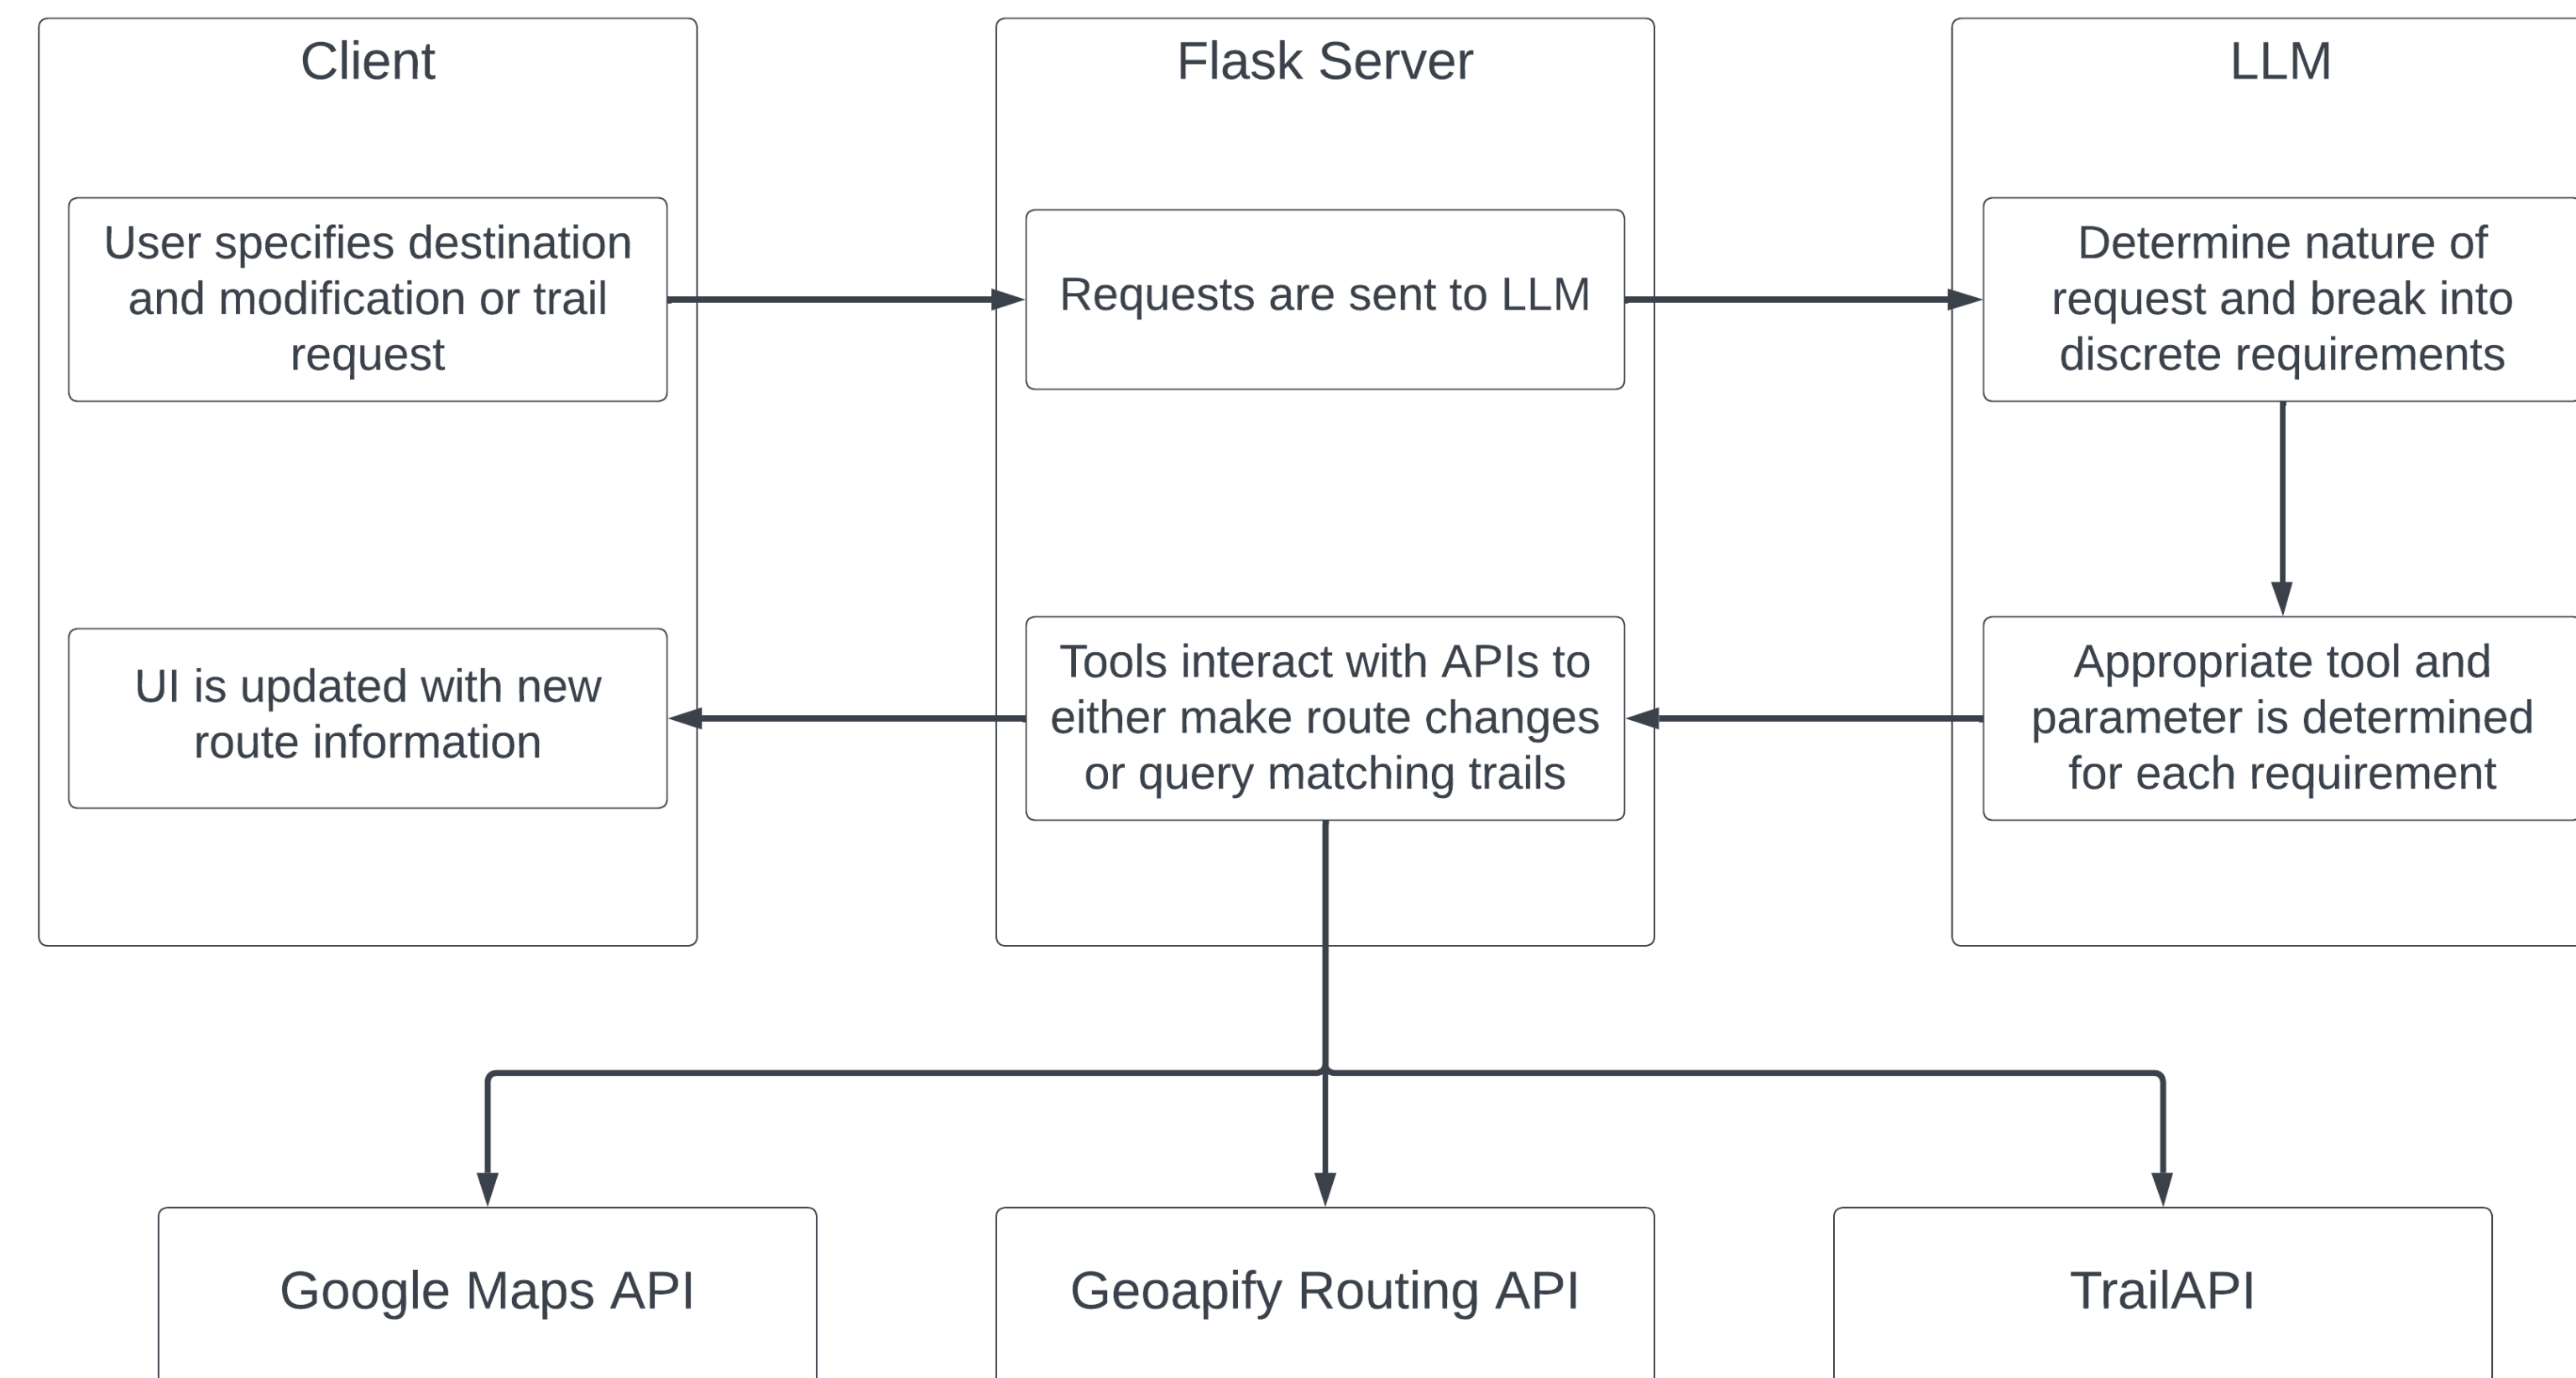 Client
User specifies destination
and modification or trail
request
UI is updated with new
route information
Flask Server
Requests are sent to LLM
Tools interact with APIs to
either make route changes
or query matching trails
LLM
Determine nature of
request and break into
discrete requirements
Appropriate tool and
parameter is determined
for each requirement
Google Maps API
Geoapify Routing API
TrailAPI